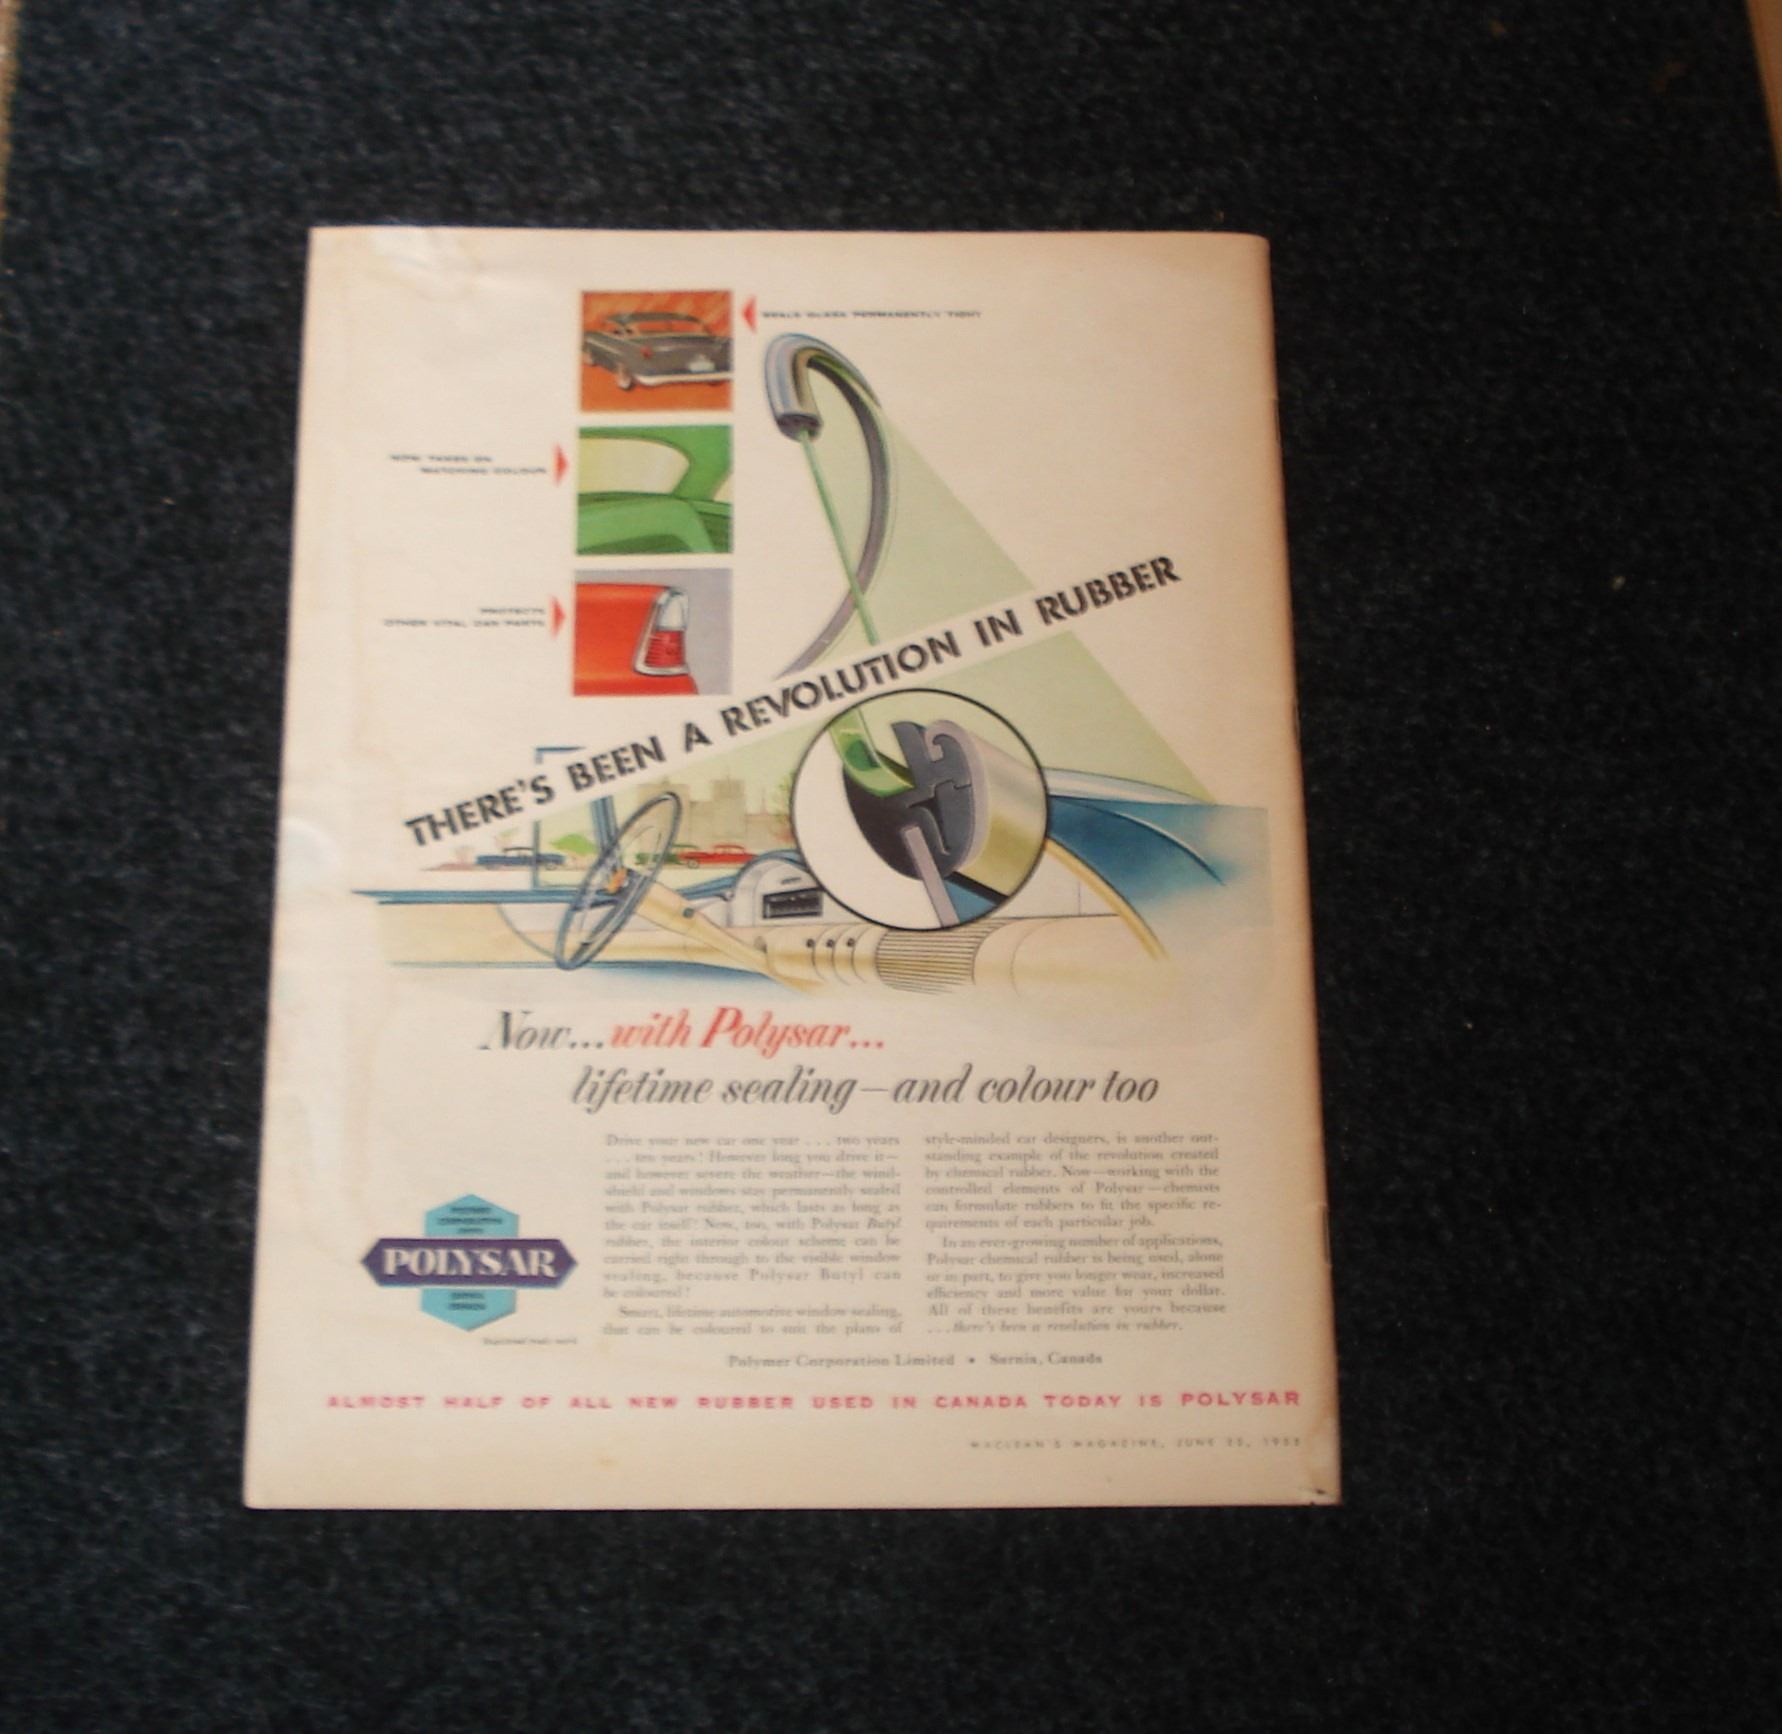 SEALS GLASS PERMANENTLY TIGHT
NOW TAKES ON
MATCHING COLOUR
PROTECTS
OTHER VITAL CAR PARTS
THERE'S BEEN A REVOLUTION IN RUBBER
Now...with Polysar...
lifetime sealing—and colour too
Drive your new car one year . . . two years
. . . ten years! However long you drive it—
and however severe the weather—the wind-
shield and windows stay permanently sealed
with Polysar rubber, which lasts as long as
the car itself! Now, too, with Polysar Butyl
rubber, the interior colour scheme can be
carried right through to the visible window
sealing, because Polysar Butyl can
be coloured!
Smart, lifetime automotive window sealing,
that can be coloured to suit the plans of
style-minded car designers, is another out-
standing example of the revolution created
by chemical rubber. Now—working with the
controlled elements of Polysar—chemists
can formulate rubbers to fit the specific re-
quirements of each particular job.
In an ever-growing number of applications,
Polysar chemical rubber is being used, alone
or in part, to give you longer wear, increased
efficiency and more value for your dollar.
All of these benefits are yours because
. . . there's been a revolution in rubber.
POLYMER
CORPORATION
POLYSAR
SARNIA
CANADA
Registered trade mark
Polymer Corporation Limited • Sarnia, Canada
ALMOST HALF OF ALL NEW RUBBER USED IN CANADA TODAY IS POLYSAR
MACLEAN'S MAGAZINE, JUNE 25, 1955